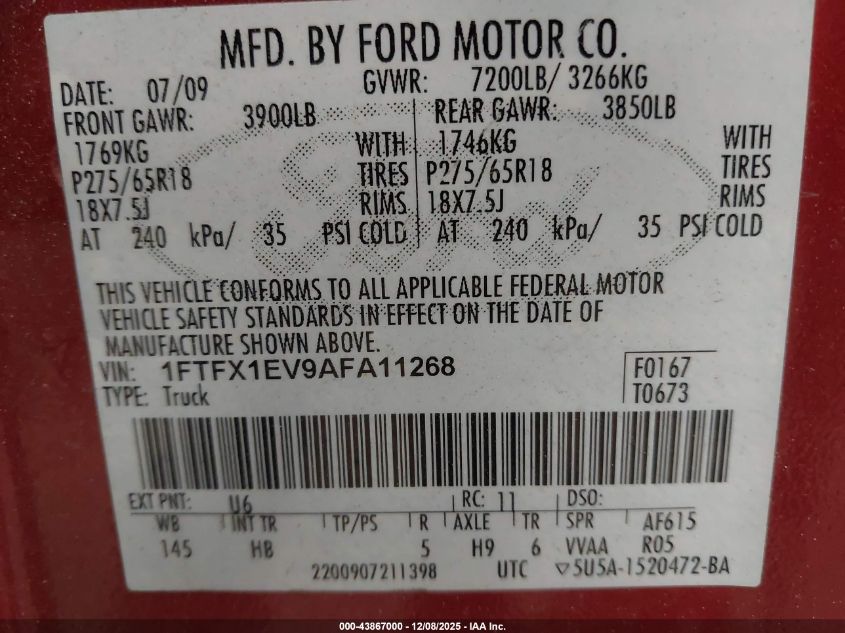 MFD. BY FORD MOTOR CO.
DATE: 07/09 GVWR: 7200LB/ 3266KG
FRONT GAWR: 3900LB REAR GAWR: 3850LB
1769KG WITH 1746KG WITH
P275/65R18 TIRES P275/65R18 TIRES
18X7.5J RIMS 18X7.5J RIMS
AT 240 kPa/ 35 PSI COLD AT 240 kPa/ 35 PSI COLD
THIS VEHICLE CONFORMS TO ALL APPLICABLE FEDERAL MOTOR
VEHICLE SAFETY STANDARDS IN EFFECT ON THE DATE OF
MANUFACTURE SHOWN ABOVE.
VIN: 1FTFX1EV9AFA11268 F0167
TYPE: Truck T0673
EXT PNT: U6 RC: 11 DSO:
WB INT TR TP/PS R AXLE TR SPR AF615
145 HB 5 H9 6 VVAA R05
2200907211398 UTC ▽5U5A-1520472-BA
Ford
000-43867000 - 12/08/2025 - IAA Inc.